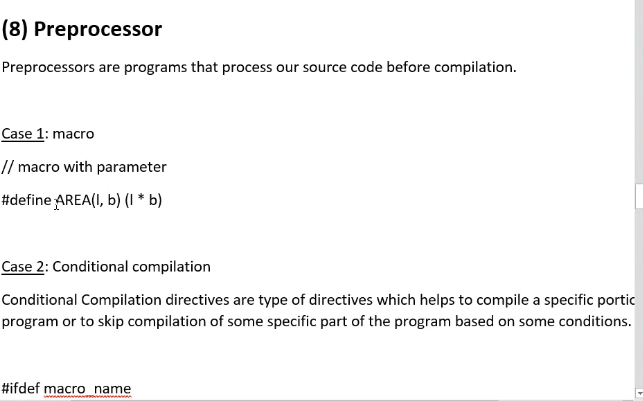 (8) Preprocessor
Preprocessors are programs that process our source code before compilation.
Case 1: macro
// macro with parameter
#define AREA(l, b) (l * b)
Case 2: Conditional compilation
Conditional Compilation directives are type of directives which helps to compile a specific portic
program or to skip compilation of some specific part of the program based on some conditions.
#ifdef macro_name